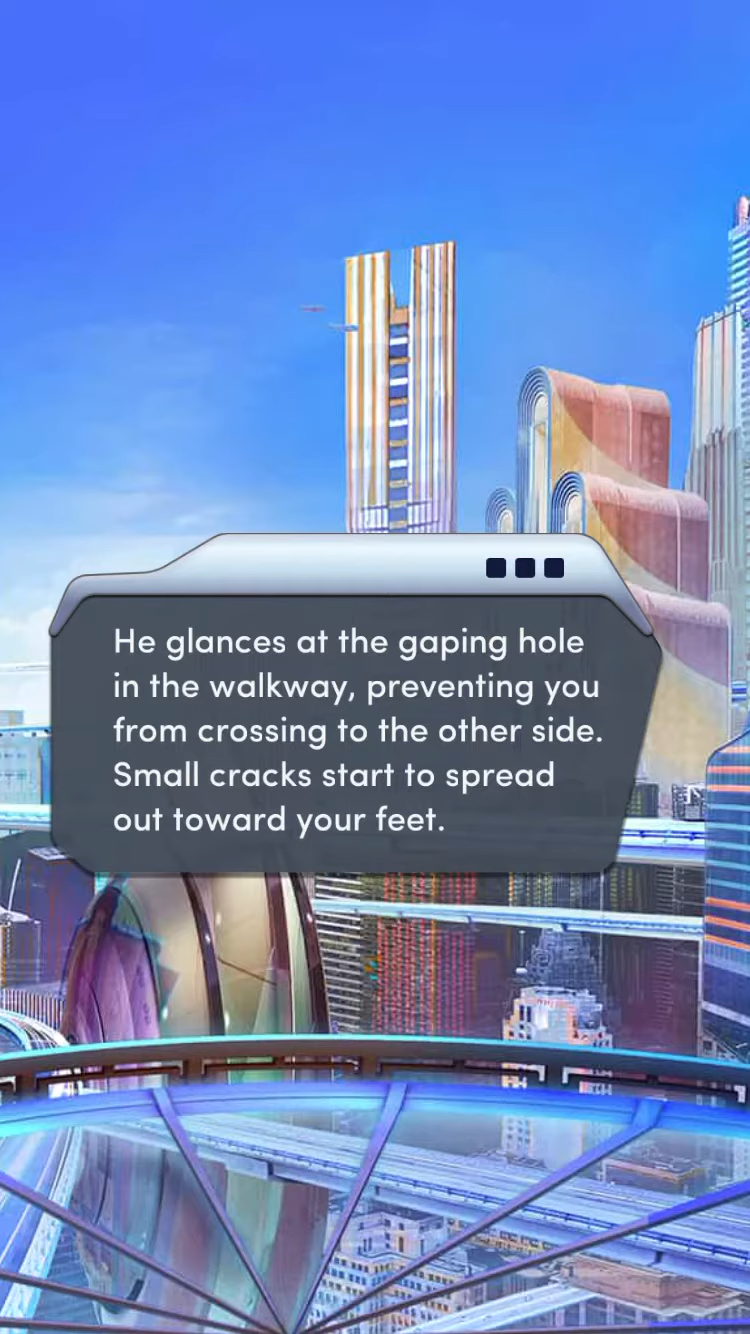 He glances at the gaping hole
in the walkway, preventing you
from crossing to the other side.
Small cracks start to spread
out toward your feet.